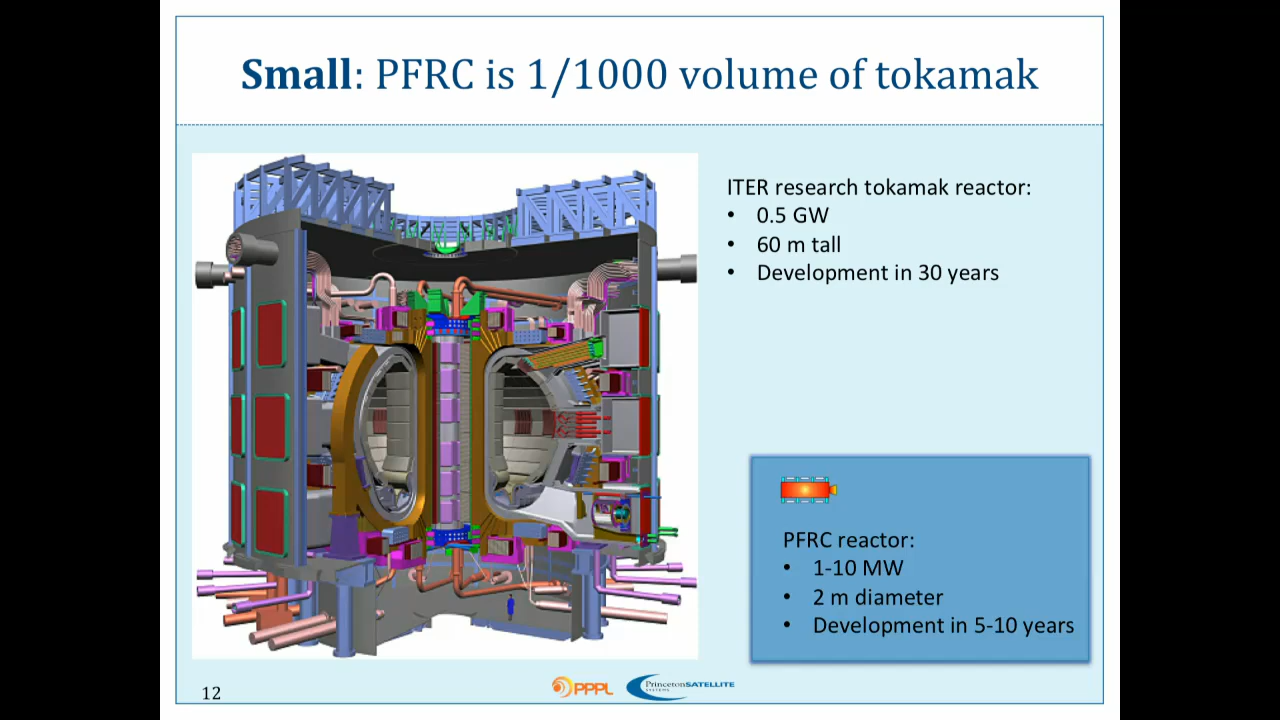 Small: PFRC is 1/1000 volume of tokamak
ITER research tokamak reactor:
• 0.5 GW
• 60 m tall
• Development in 30 years
PFRC reactor:
• 1-10 MW
• 2 m diameter
• Development in 5-10 years
12
PPPL
PrincetonSATELLITE
SYSTEMS